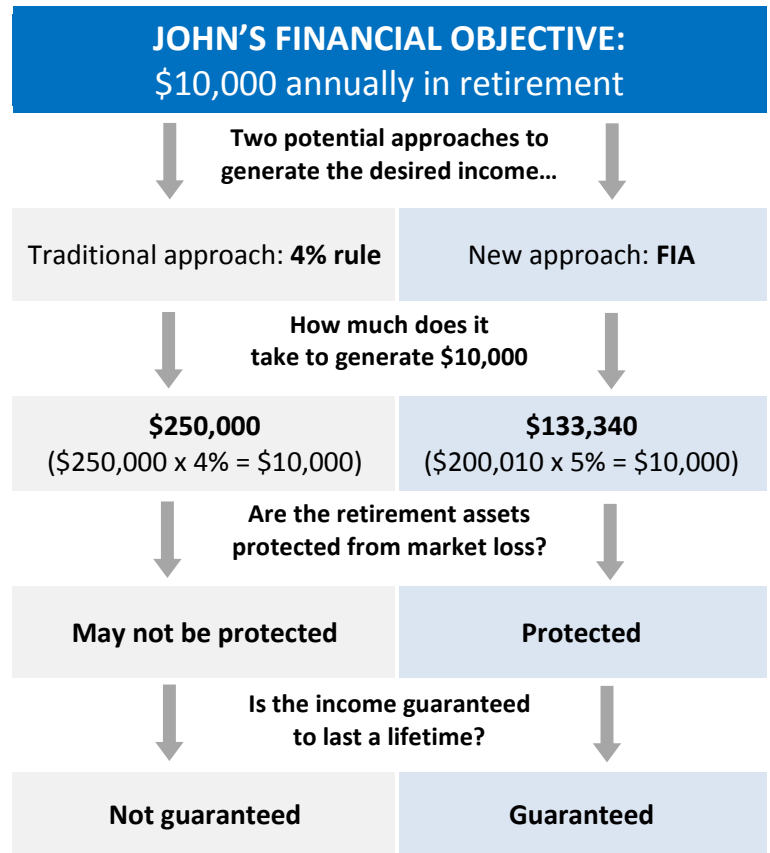 JOHN’S FINANCIAL OBJECTIVE:
$10,000 annually in retirement
Two potential approaches to
generate the desired income…
Traditional approach: 4% rule
New approach: FIA
How much does it
take to generate $10,000
$250,000
($250,000 x 4% = $10,000)
$133,340
($200,010 x 5% = $10,000)
Are the retirement assets
protected from market loss?
May not be protected
Protected
Is the income guaranteed
to last a lifetime?
Not guaranteed
Guaranteed